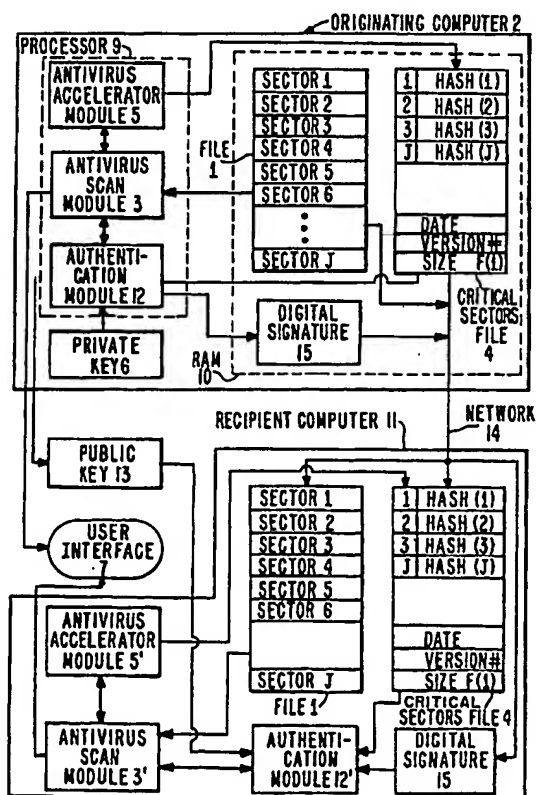 ORIGINATING COMPUTER 2
PROCESSOR 9
ANTIVIRUS
ACCELERATOR
MODULE 5
ANTIVIRUS
SCAN
MODULE 3
AUTHENTI-
CATION
MODULE 12
PRIVATE
KEY 6
FILE
1
SECTOR 1
SECTOR 2
SECTOR 3
SECTOR 4
SECTOR 5
SECTOR 6
SECTOR J
1 HASH (1)
2 HASH (2)
3 HASH (3)
J HASH (J)
DATE
VERSION #
SIZE F(1)
CRITICAL
SECTORS
FILE
4
DIGITAL
SIGNATURE
15
RAM
10
NETWORK
14
RECIPIENT COMPUTER 11
PUBLIC
KEY 13
USER
INTERFACE
7
ANTIVIRUS
ACCELERATOR
MODULE 5'
ANTIVIRUS
SCAN
MODULE 3'
SECTOR 1
SECTOR 2
SECTOR 3
SECTOR 4
SECTOR 5
SECTOR 6
SECTOR J
FILE 1
1 HASH (1)
2 HASH (2)
3 HASH (3)
J HASH (J)
DATE
VERSION #
SIZE F(1)
CRITICAL
SECTORS FILE 4
AUTHENTI-
CATION
MODULE 12'
DIGITAL
SIGNATURE
15